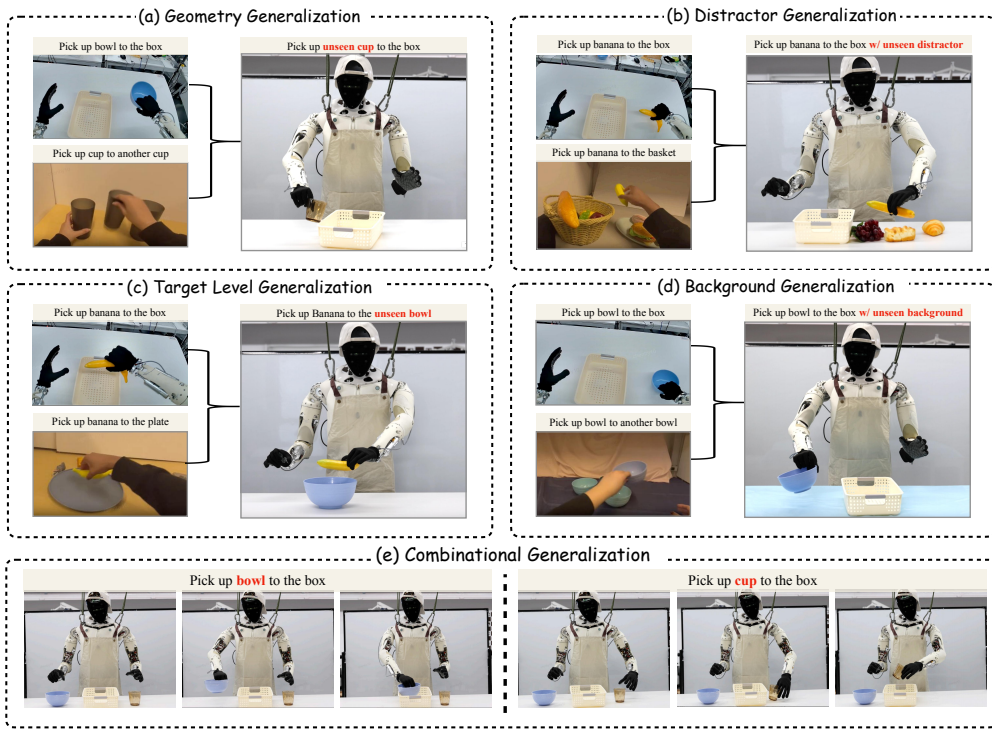 (a) Geometry Generalization
Pick up bowl to the box
Pick up unseen cup to the box
Pick up cup to another cup
(b) Distractor Generalization
Pick up banana to the box
Pick up banana to the box w/ unseen distractor
Pick up banana to the basket
(c) Target Level Generalization
Pick up banana to the box
Pick up Banana to the unseen bowl
Pick up banana to the plate
(d) Background Generalization
Pick up bowl to the box
Pick up bowl to the box w/ unseen background
Pick up bowl to another bowl
(e) Combinational Generalization
Pick up bowl to the box
Pick up cup to the box